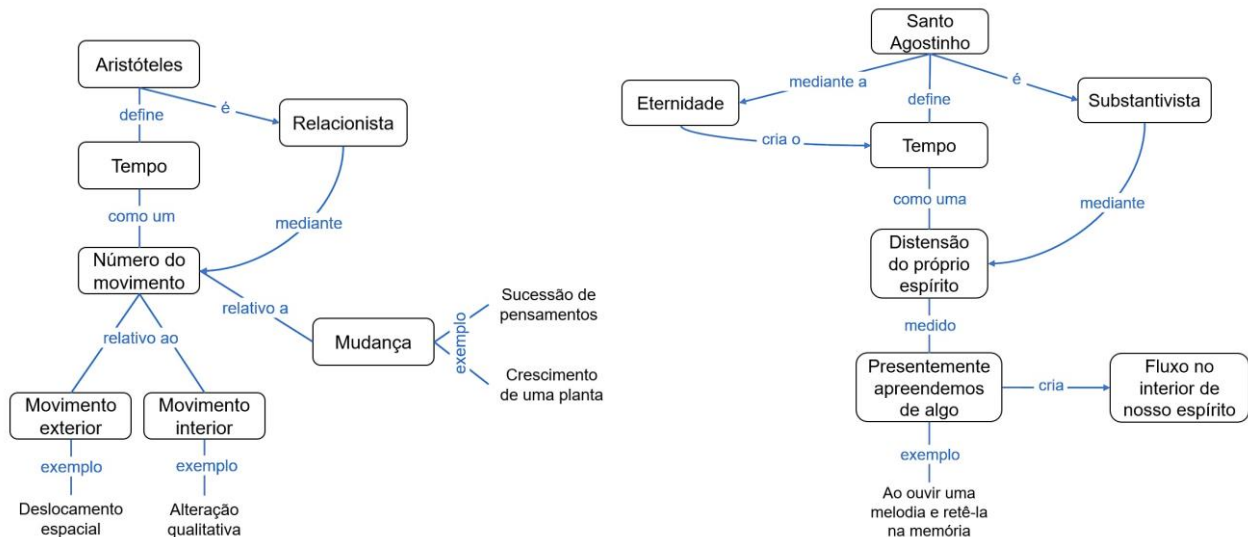 Aristóteles
define
é
Relacionista
Tempo
como um
mediante
Número do
movimento
relativo a
relativo ao
Mudança
exemplo
Sucessão de
pensamentos
Crescimento
de uma planta
Movimento
exterior
Movimento
interior
exemplo
exemplo
Deslocamento
espacial
Alteração
qualitativa
Santo
Agostinho
mediante a
define
é
Eternidade
Substantivista
cria o
Tempo
como uma
mediante
Distensão
do próprio
espírito
medido
Presentemente
apreendemos
de algo
cria
Fluxo no
interior de
nosso espírito
exemplo
Ao ouvir uma
melodia e retê-la
na memória